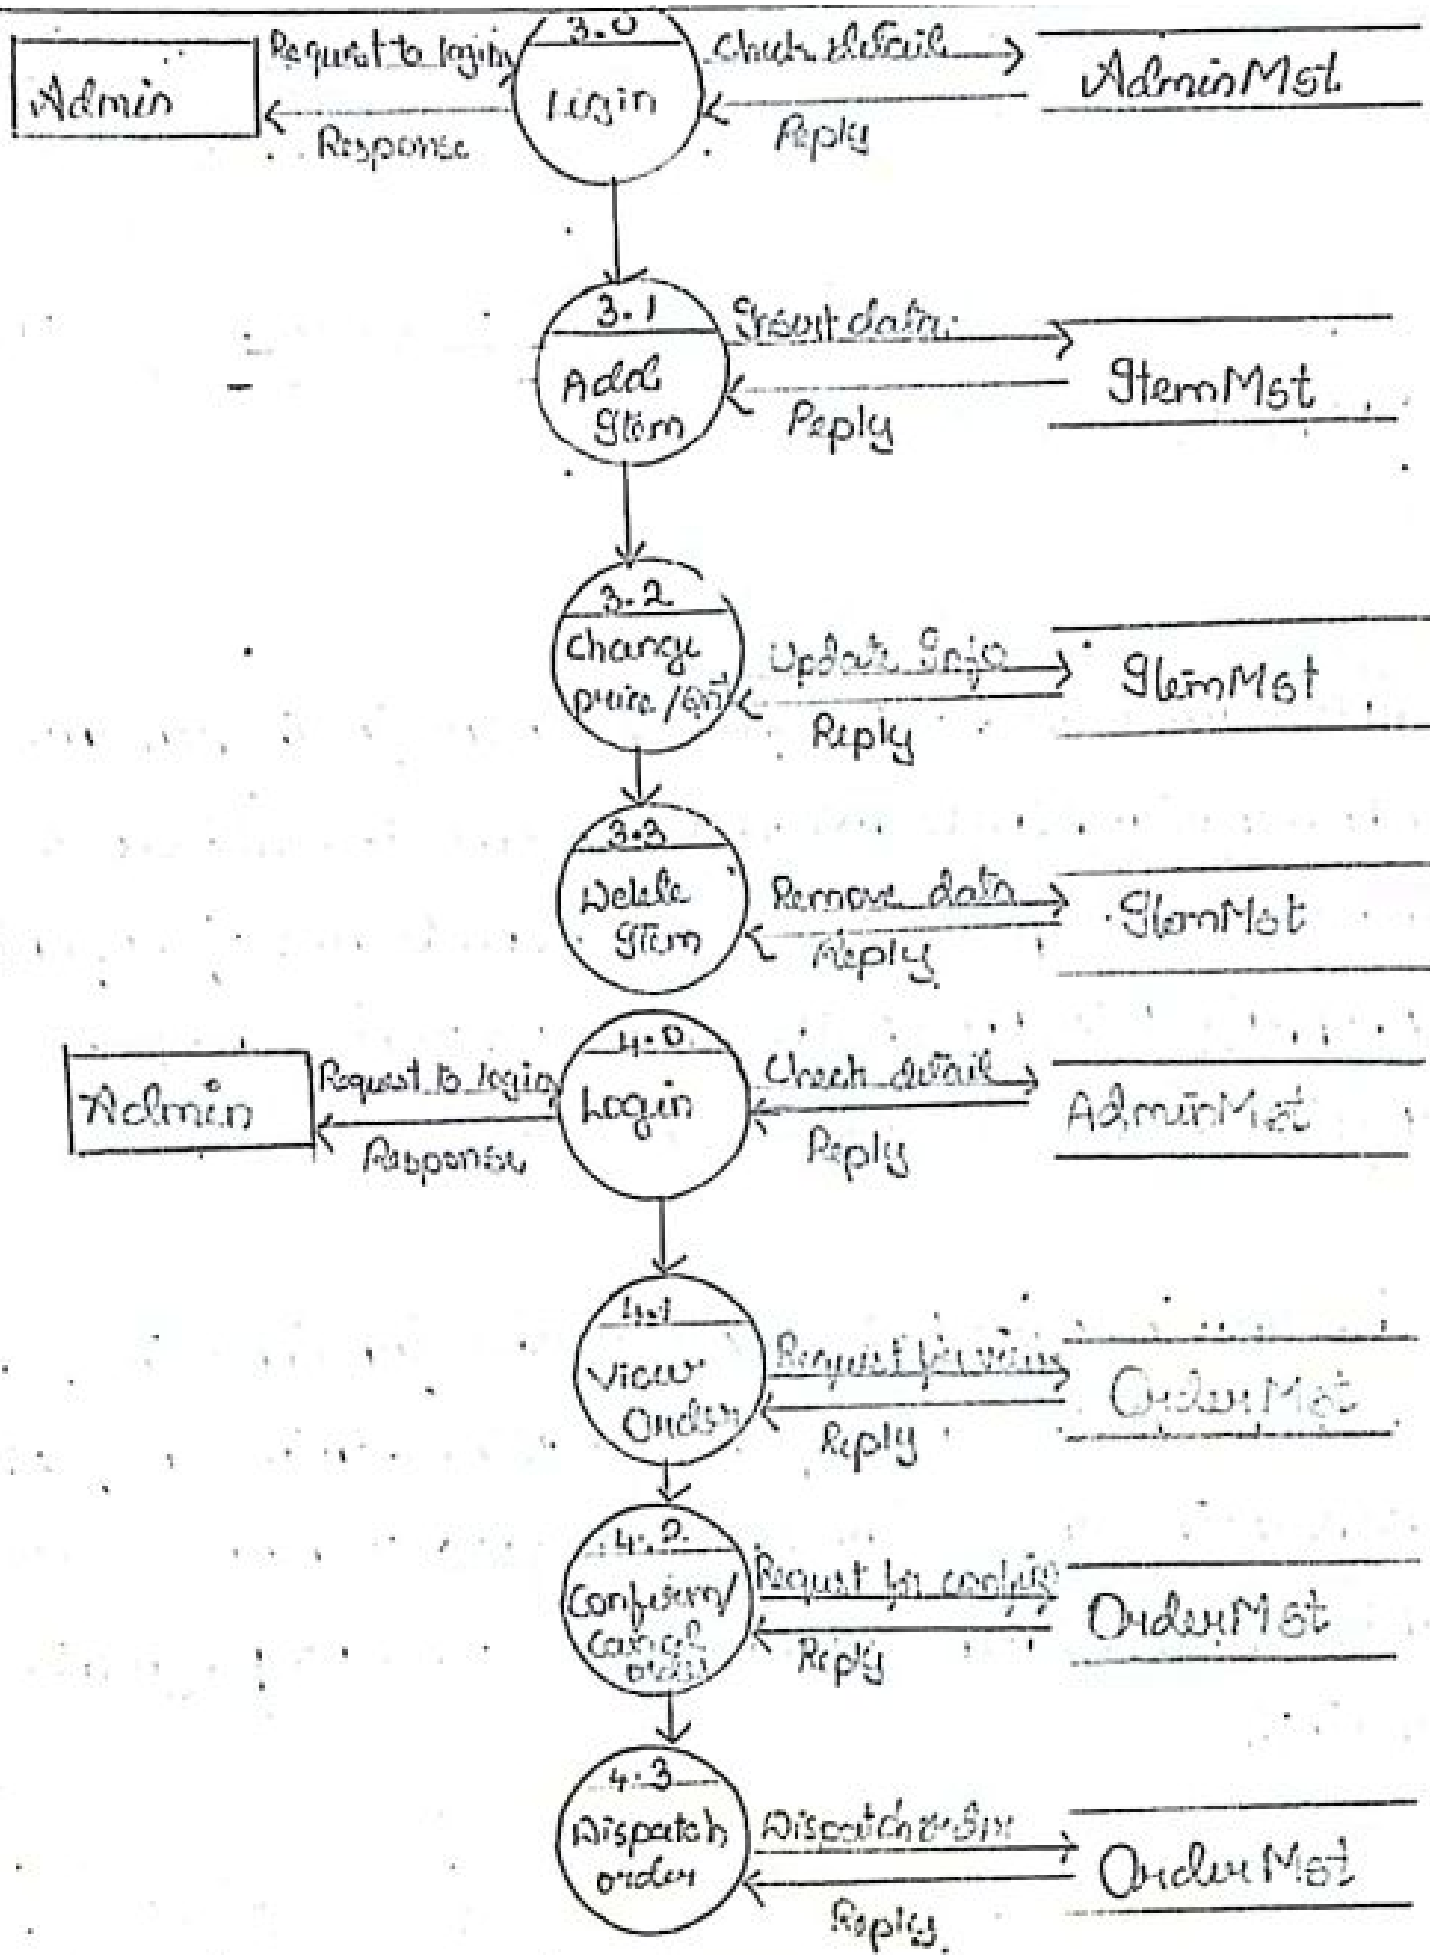 3.0
Admin
Request to login
Login
Check detail
AdminMst
Response
Reply
3.1
Insert data
Add
Item
ItemMst
Reply
3.2
Change
price /
Update Info
ItemMst
Reply
3.3
Delete
Item
Remove data
ItemMst
Reply
4.0
Admin
Request to login
Login
Check detail
AdminMst
Response
Reply
4.1
View
Order
Request for view
OrderMst
Reply
4.2
Confirm/
Cancel
order
Request for confirm
OrderMst
Reply
4.3
Dispatch
order
Dispatch order
OrderMst
Reply